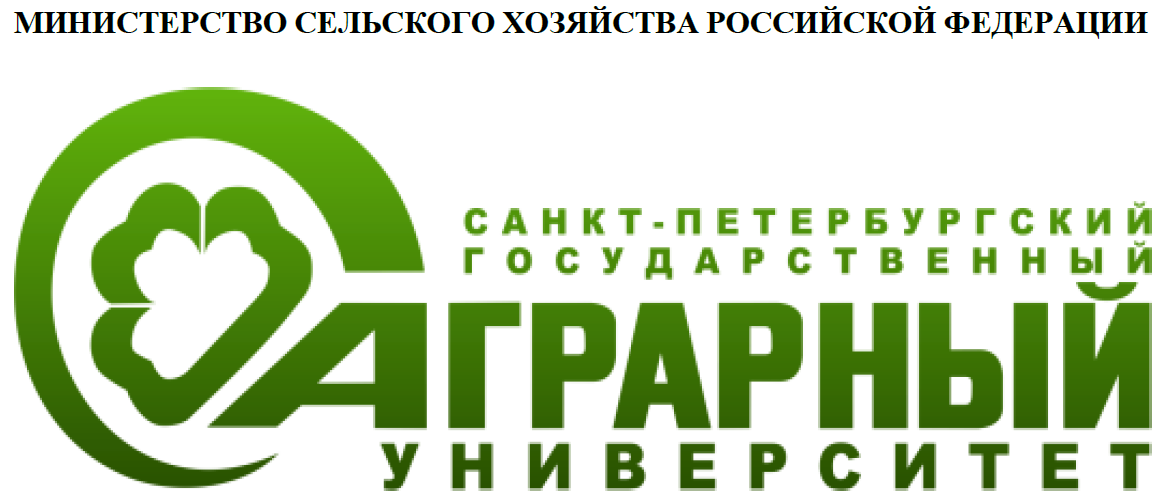 МИНИСТЕРСТВО СЕЛЬСКОГО ХОЗЯЙСТВА РОССИЙСКОЙ ФЕДЕРАЦИИ
САНКТ-ПЕТЕРБУРГСКИЙ
ГОСУДАРСТВЕННЫЙ
АГРАРНЫЙ
УНИВЕРСИТЕТ